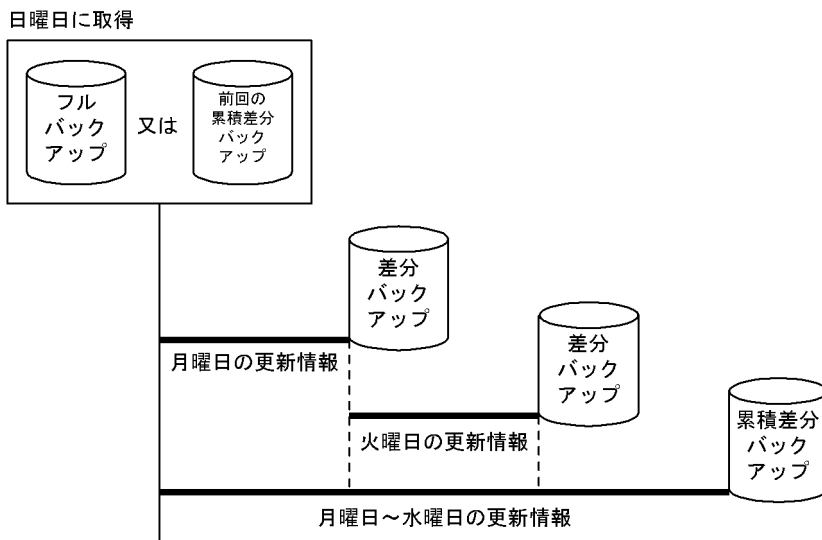 日曜日に取得
フル
バック
アップ
又は
前回の
累積差分
バック
アップ
差分
バック
アップ
月曜日の更新情報
差分
バック
アップ
火曜日の更新情報
累積差分
バック
アップ
月曜日～水曜日の更新情報